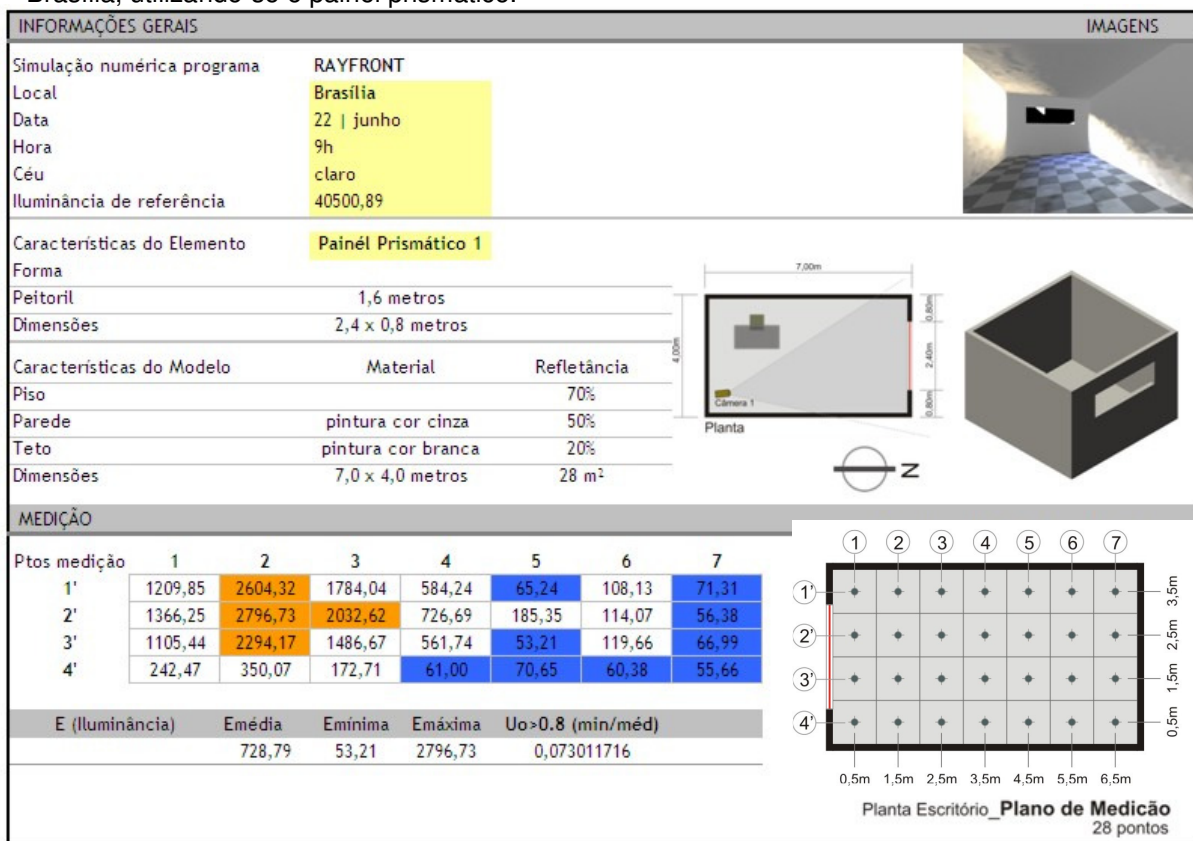 Brasília, utilizando-se o painel prismático.
INFORMAÇÕES GERAIS IMAGENS
Simulação numérica programa RAYFRONT
Local Brasília
Data 22 | junho
Hora 9h
Céu claro
Iluminância de referência 40500,89
Características do Elemento Painél Prismático 1
Forma
Peitoril 1,6 metros
Dimensões 2,4 x 0,8 metros
Características do Modelo Material Refletância
Piso 70%
Parede pintura cor cinza 50%
Teto pintura cor branca 20%
Dimensões 7,0 x 4,0 metros 28 m²
7,00m
4,00m
0,80m
2,40m
0,80m
Câmera 1
Planta
N
MEDIÇÃO
Ptos medição 1 2 3 4 5 6 7
1' 1209,85 2604,32 1784,04 584,24 65,24 108,13 71,31
2' 1366,25 2796,73 2032,62 726,69 185,35 114,07 56,38
3' 1105,44 2294,17 1486,67 561,74 53,21 119,66 66,99
4' 242,47 350,07 172,71 61,00 70,65 60,38 55,66
E (Iluminância) Emédia Emínima Emáxima Uo>0.8 (min/méd)
728,79 53,21 2796,73 0,073011716
1 2 3 4 5 6 7
1' 3,5m
2' 2,5m
3' 1,5m
4' 0,5m
0,5m 1,5m 2,5m 3,5m 4,5m 5,5m 6,5m
Planta Escritório_Plano de Medicão
28 pontos